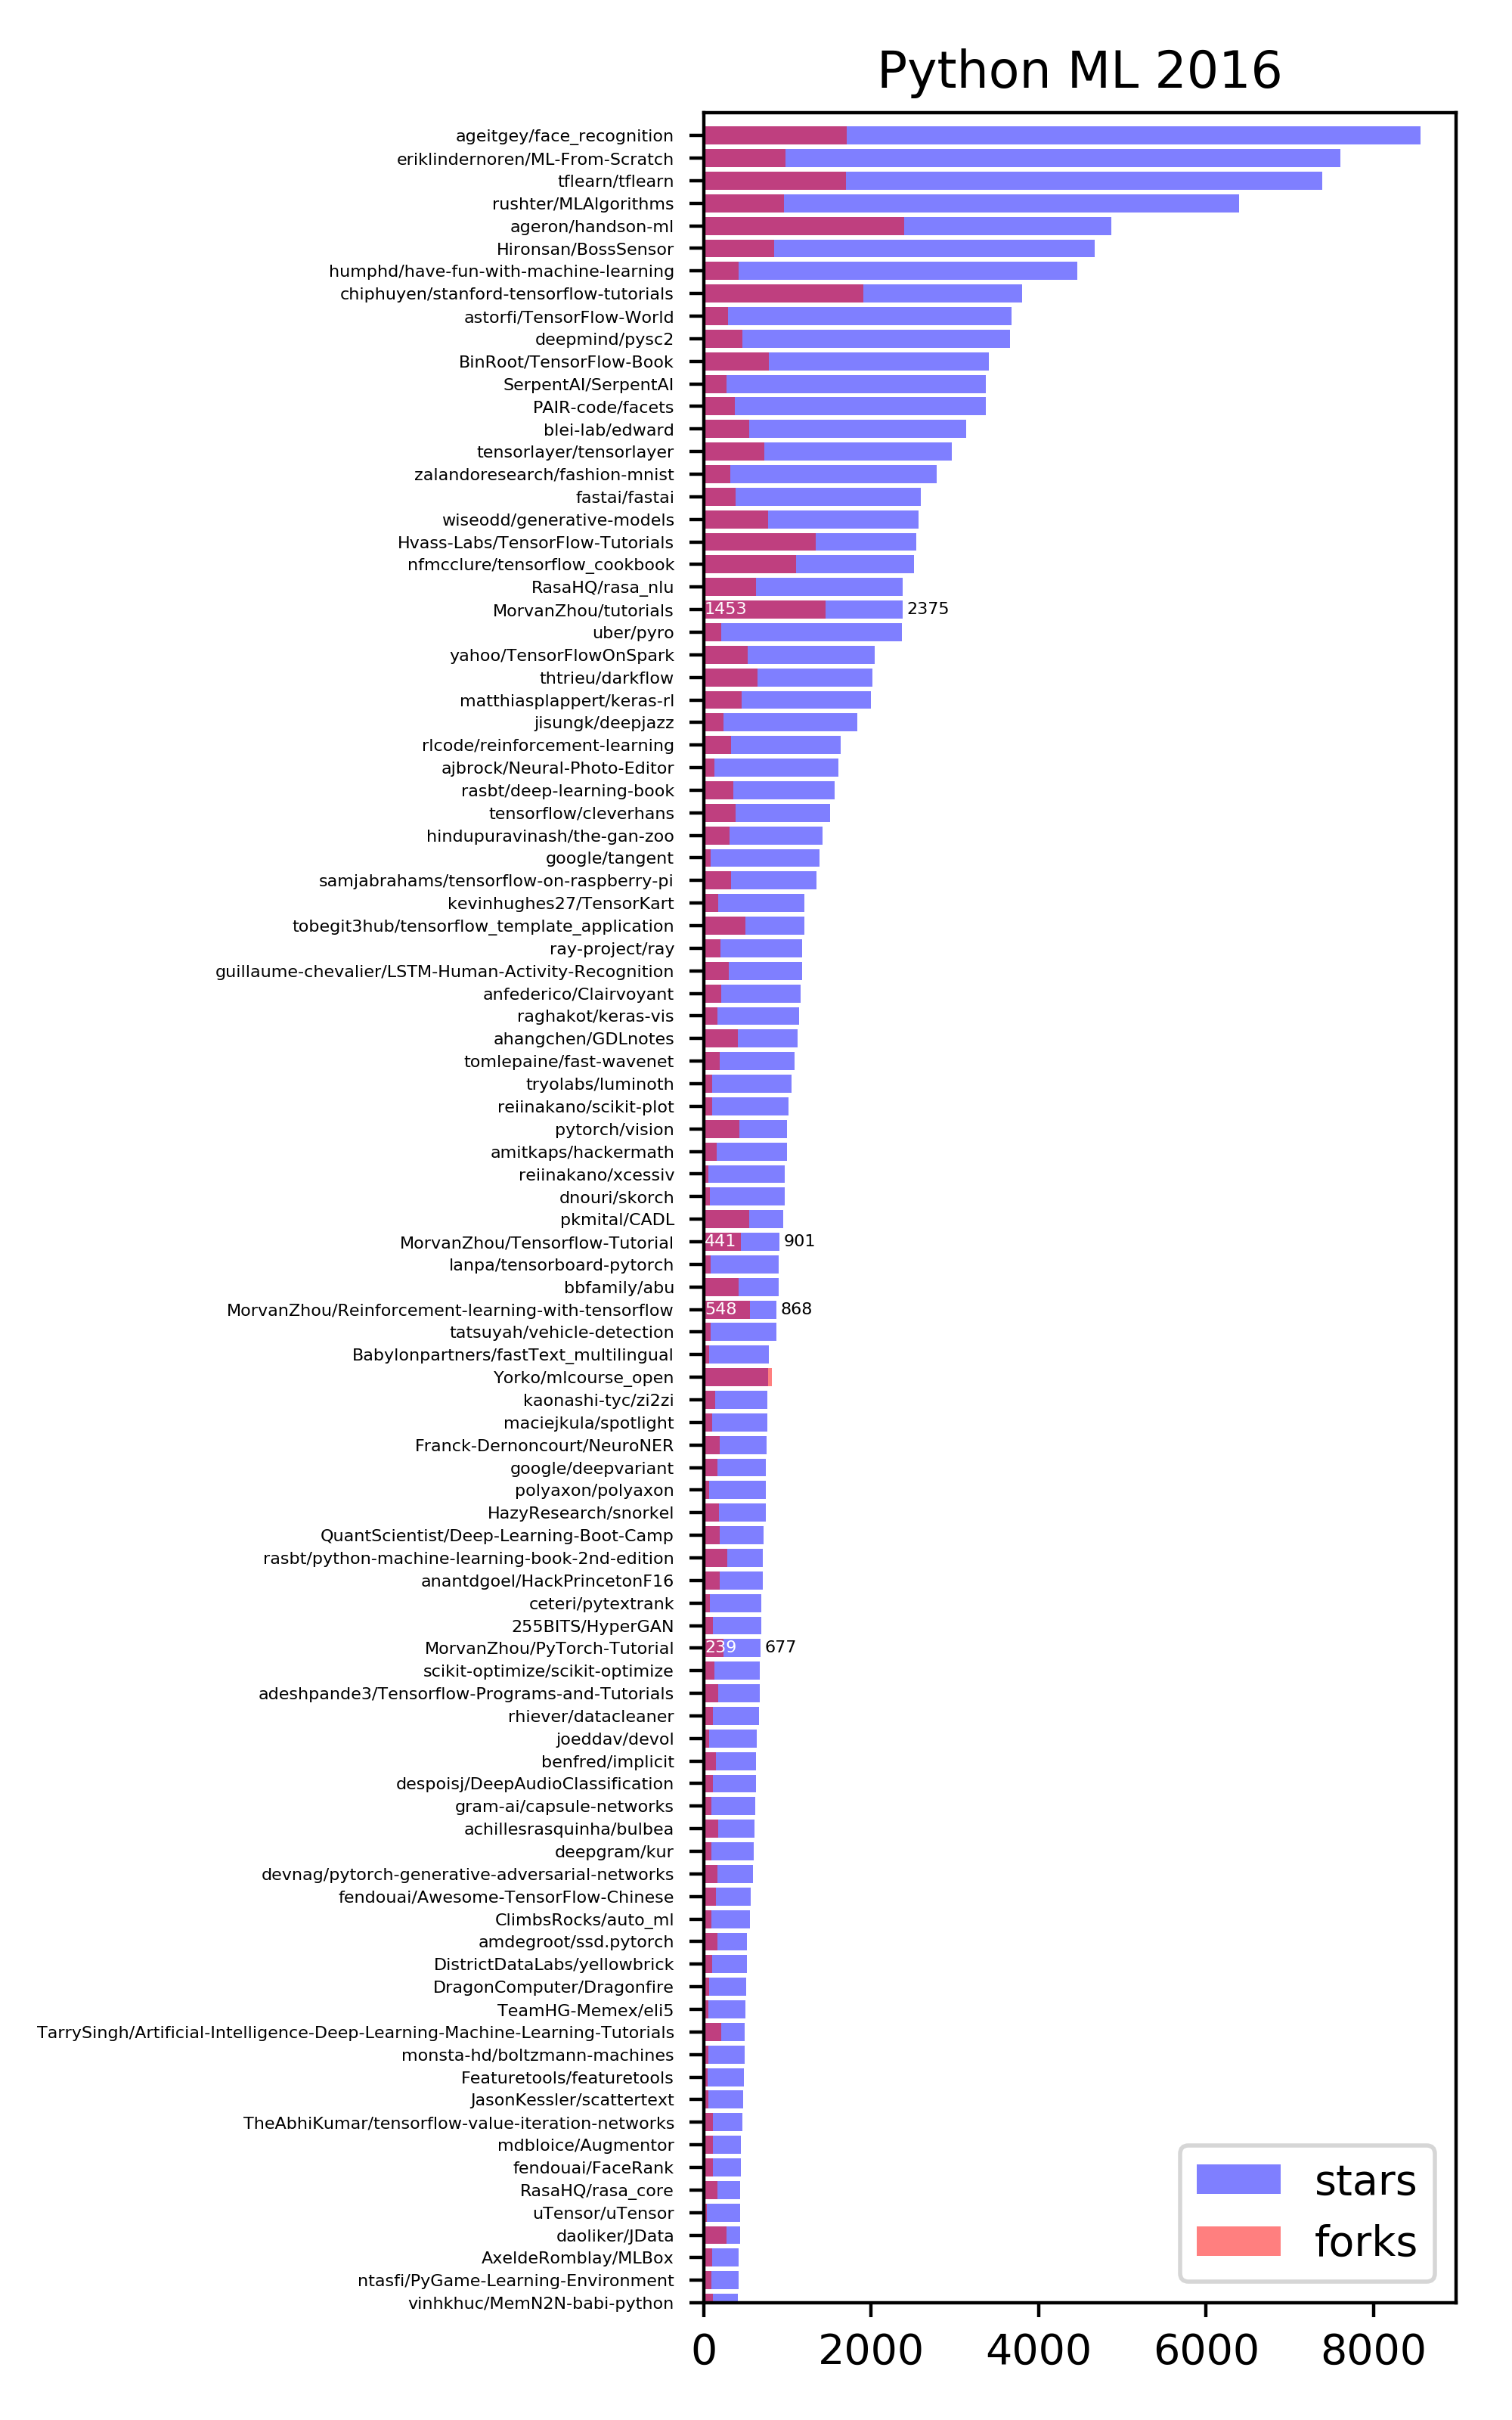 Python ML 2016
ageitgey/face_recognition
eriklindernoren/ML-From-Scratch
tflearn/tflearn
rushter/MLAlgorithms
ageron/handson-ml
Hironsan/BossSensor
humphd/have-fun-with-machine-learning
chiphuyen/stanford-tensorflow-tutorials
astorfi/TensorFlow-World
deepmind/pysc2
BinRoot/TensorFlow-Book
SerpentAI/SerpentAI
PAIR-code/facets
blei-lab/edward
tensorlayer/tensorlayer
zalandoresearch/fashion-mnist
fastai/fastai
wiseodd/generative-models
Hvass-Labs/TensorFlow-Tutorials
nfmcclure/tensorflow_cookbook
RasaHQ/rasa_nlu
MorvanZhou/tutorials 1453 2375
uber/pyro
yahoo/TensorFlowOnSpark
thtrieu/darkflow
matthiasplappert/keras-rl
jisungk/deepjazz
rlcode/reinforcement-learning
ajbrock/Neural-Photo-Editor
rasbt/deep-learning-book
tensorflow/cleverhans
hindupuravinash/the-gan-zoo
google/tangent
samjabrahams/tensorflow-on-raspberry-pi
kevinhughes27/TensorKart
tobegit3hub/tensorflow_template_application
ray-project/ray
guillaume-chevalier/LSTM-Human-Activity-Recognition
anfederico/Clairvoyant
raghakot/keras-vis
ahangchen/GDLnotes
tomlepaine/fast-wavenet
tryolabs/luminoth
reiinakano/scikit-plot
pytorch/vision
amitkaps/hackermath
reiinakano/xcessiv
dnouri/skorch
pkmital/CADL
MorvanZhou/Tensorflow-Tutorial 441 901
lanpa/tensorboard-pytorch
bbfamily/abu
MorvanZhou/Reinforcement-learning-with-tensorflow 548 868
tatsuyah/vehicle-detection
Babylonpartners/fastText_multilingual
Yorko/mlcourse_open
kaonashi-tyc/zi2zi
maciejkula/spotlight
Franck-Dernoncourt/NeuroNER
google/deepvariant
polyaxon/polyaxon
HazyResearch/snorkel
QuantScientist/Deep-Learning-Boot-Camp
rasbt/python-machine-learning-book-2nd-edition
anantdgoel/HackPrincetonF16
ceteri/pytextrank
255BITS/HyperGAN
MorvanZhou/PyTorch-Tutorial 239 677
scikit-optimize/scikit-optimize
adeshpande3/Tensorflow-Programs-and-Tutorials
rhiever/datacleaner
joeddav/devol
benfred/implicit
despoisj/DeepAudioClassification
gram-ai/capsule-networks
achillesrasquinha/bulbea
deepgram/kur
devnag/pytorch-generative-adversarial-networks
fendouai/Awesome-TensorFlow-Chinese
ClimbsRocks/auto_ml
amdegroot/ssd.pytorch
DistrictDataLabs/yellowbrick
DragonComputer/Dragonfire
TeamHG-Memex/eli5
TarrySingh/Artificial-Intelligence-Deep-Learning-Machine-Learning-Tutorials
monsta-hd/boltzmann-machines
Featuretools/featuretools
JasonKessler/scattertext
TheAbhiKumar/tensorflow-value-iteration-networks
mdbloice/Augmentor
fendouai/FaceRank
RasaHQ/rasa_core
uTensor/uTensor
daoliker/JData
AxeldeRomblay/MLBox
ntasfi/PyGame-Learning-Environment
vinhkhuc/MemN2N-babi-python
stars
forks
0 2000 4000 6000 8000